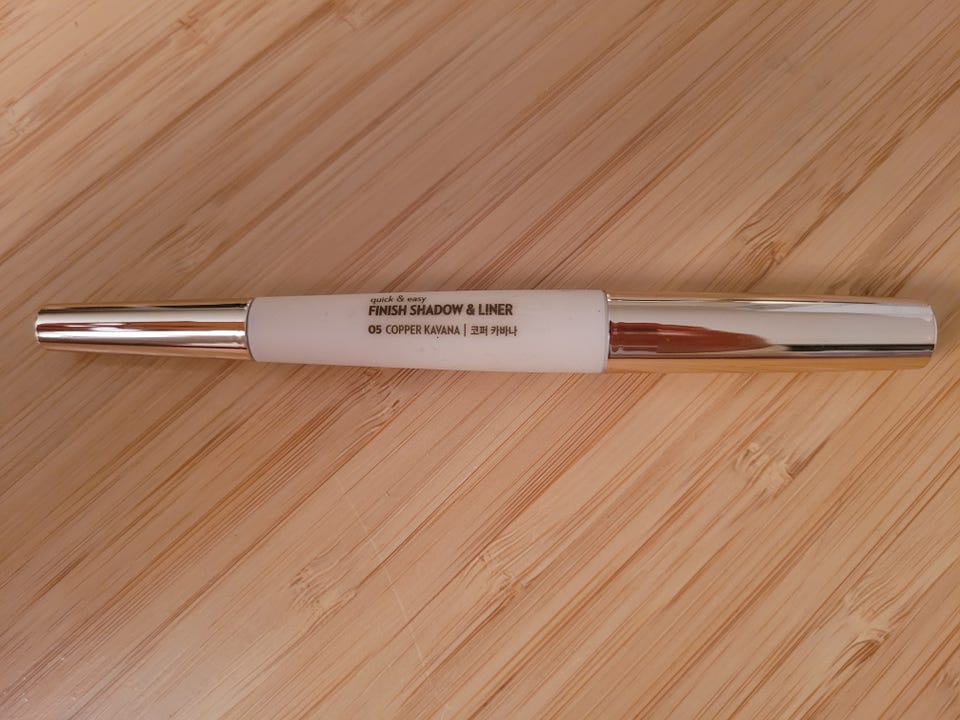 quick & easy
FINISH SHADOW & LINER
05 COPPER KAVANA | 코퍼 카바나